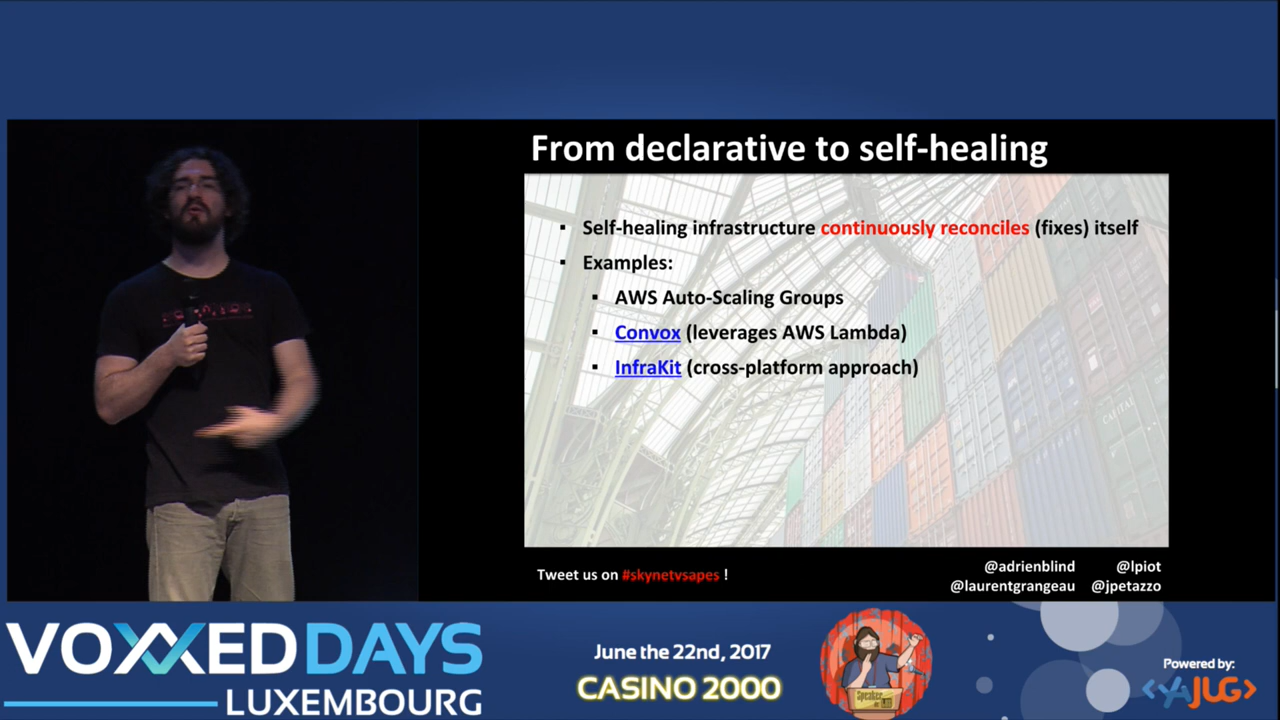 From declarative to self-healing
▪ Self-healing infrastructure continuously reconciles (fixes) itself
▪ Examples:
▪ AWS Auto-Scaling Groups
▪ Convox (leverages AWS Lambda)
▪ InfraKit (cross-platform approach)
Tweet us on #skynetvsapes !
@adrienblind @lpiot
@laurentgrangeau @jpetazzo
VOXXED DAYS
LUXEMBOURG
June the 22nd, 2017
CASINO 2000
Powered by:
<YAJUG>